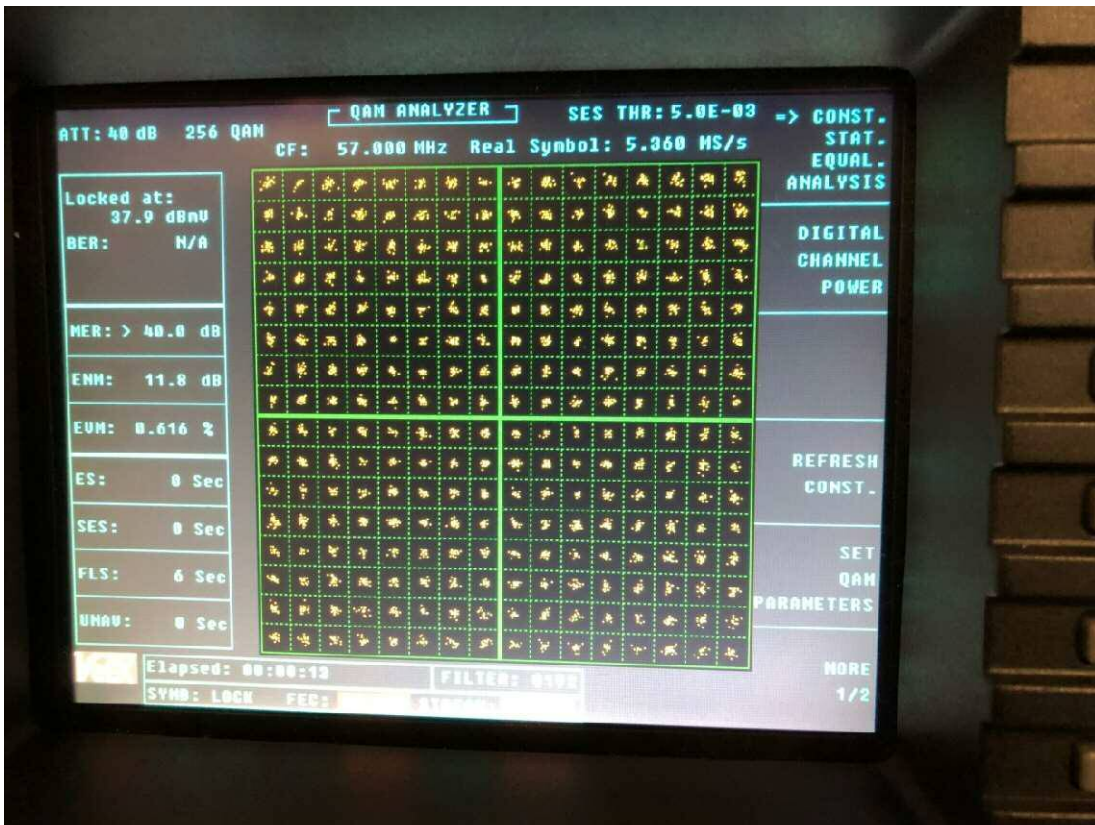 QAM ANALYZER
SES THR: 5.0E-03
ATT: 40 dB 256 QAM
CF: 57.000 MHz Real Symbol: 5.360 MS/s
Locked at:
37.9 dBmV
BER: N/A
MER: > 40.0 dB
ENM: 11.8 dB
EVM: 0.616 %
ES: 0 Sec
SES: 0 Sec
FLS: 6 Sec
UNAV: 0 Sec
Elapsed: 00:00:13
FILTER:
SYMB: LOCK FEC:
=> CONST.
STAT.
EQUAL.
ANALYSIS
DIGITAL
CHANNEL
POWER
REFRESH
CONST.
SET
QAM
PARAMETERS
MORE
1/2